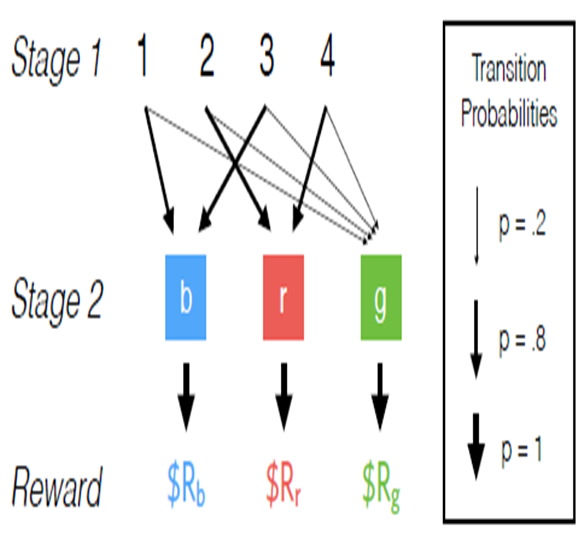 Stage 1 1 2 3 4
Stage 2 b r g
Reward $Rb $Rr $Rg
Transition
Probabilities
p = .2
p = .8
p = 1